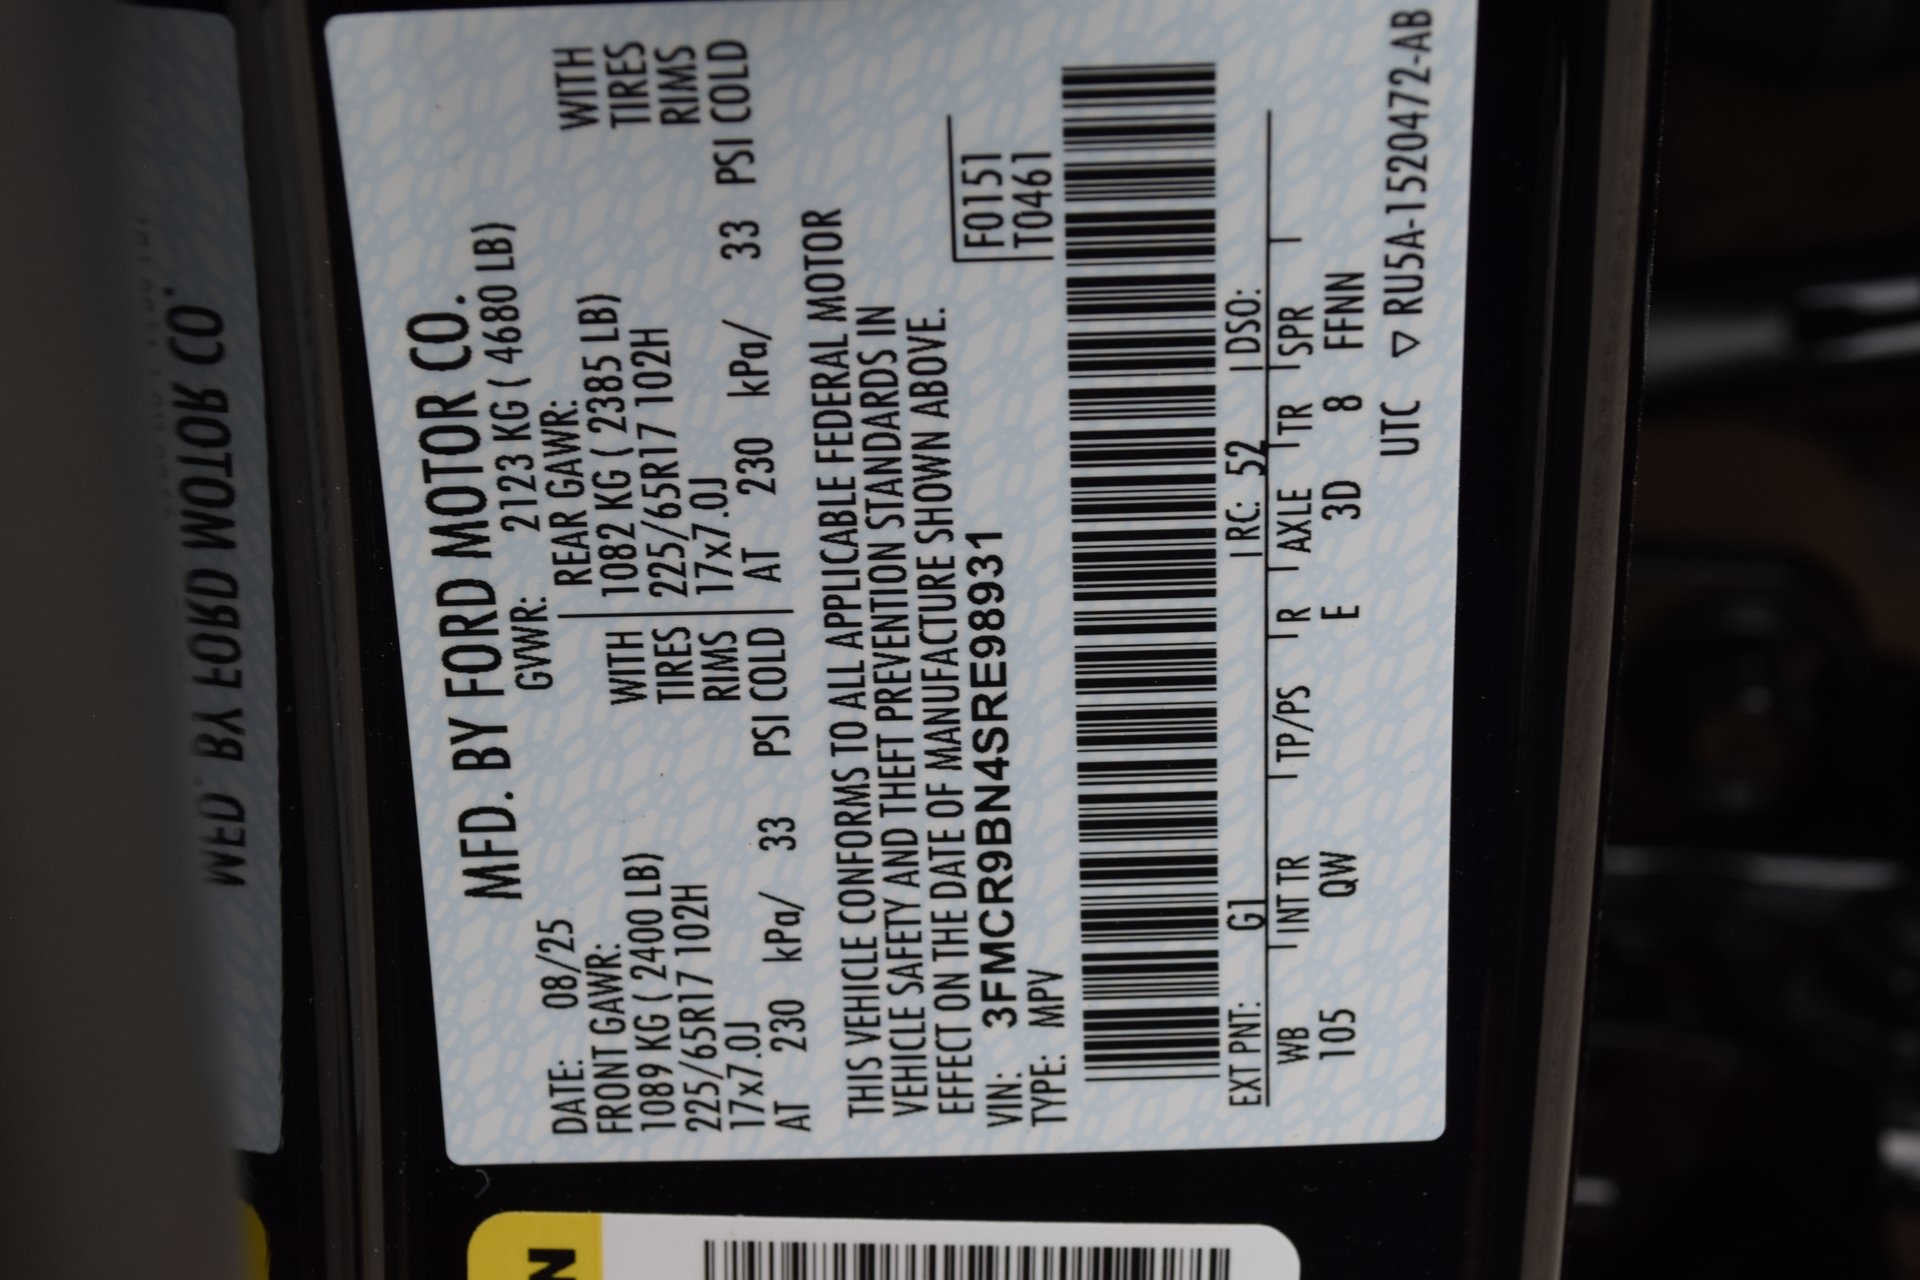 MFD. BY FORD MOTOR CO.
DATE: 08/25 GVWR: 2123 KG ( 4680 LB)
FRONT GAWR: REAR GAWR:
1089 KG ( 2400 LB) WITH 1082 KG ( 2385 LB) WITH
225/65R17 102H TIRES 225/65R17 102H TIRES
17x7.0J RIMS 17x7.0J RIMS
AT 230 kPa/ 33 PSI COLD AT 230 kPa/ 33 PSI COLD
THIS VEHICLE CONFORMS TO ALL APPLICABLE FEDERAL MOTOR
VEHICLE SAFETY AND THEFT PREVENTION STANDARDS IN
EFFECT ON THE DATE OF MANUFACTURE SHOWN ABOVE.
VIN: 3FMCR9BN4SRE98931 F0151
TYPE: MPV T0461
EXT PNT: G1 RC: 52 DSO:
WB INT TR TP/PS R AXLE TR SPR
105 QW E 3D 8 FFNN
UTC ▽ RU5A-1520472-AB
MFD. BY FORD MOTOR CO.
N